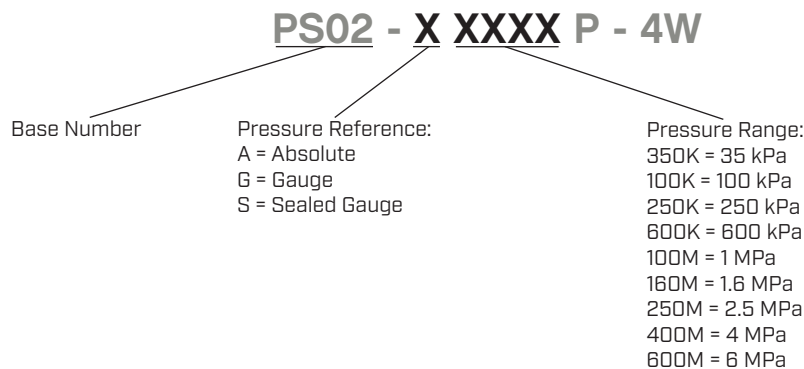 PS02 - X XXXX P - 4W
Base Number
Pressure Reference:
A = Absolute
G = Gauge
S = Sealed Gauge
Pressure Range:
350K = 35 kPa
100K = 100 kPa
250K = 250 kPa
600K = 600 kPa
100M = 1 MPa
160M = 1.6 MPa
250M = 2.5 MPa
400M = 4 MPa
600M = 6 MPa